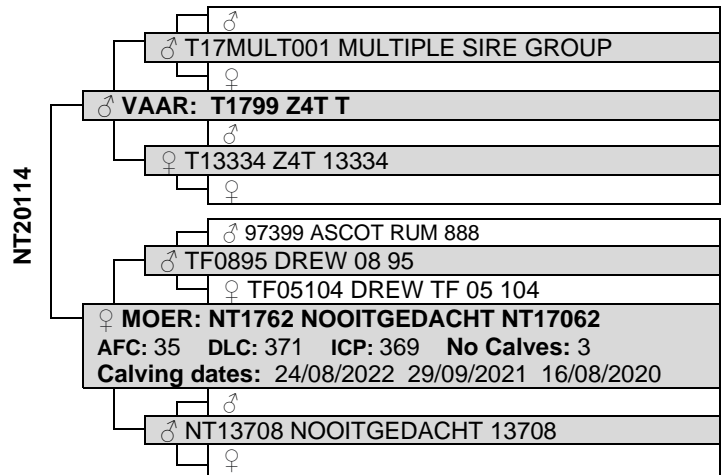 ♂
♂ T17MULT001 MULTIPLE SIRE GROUP
♀
♂ VAAR: T1799 Z4T T
♂
♀ T13334 Z4T 13334
♀
NT20114
♂ 97399 ASCOT RUM 888
♂ TF0895 DREW 08 95
♀ TF05104 DREW TF 05 104
♀ MOER: NT1762 NOOITGEDACHT NT17062
AFC: 35 DLC: 371 ICP: 369 No Calves: 3
Calving dates: 24/08/2022 29/09/2021 16/08/2020
♂
♂ NT13708 NOOITGEDACHT 13708
♀